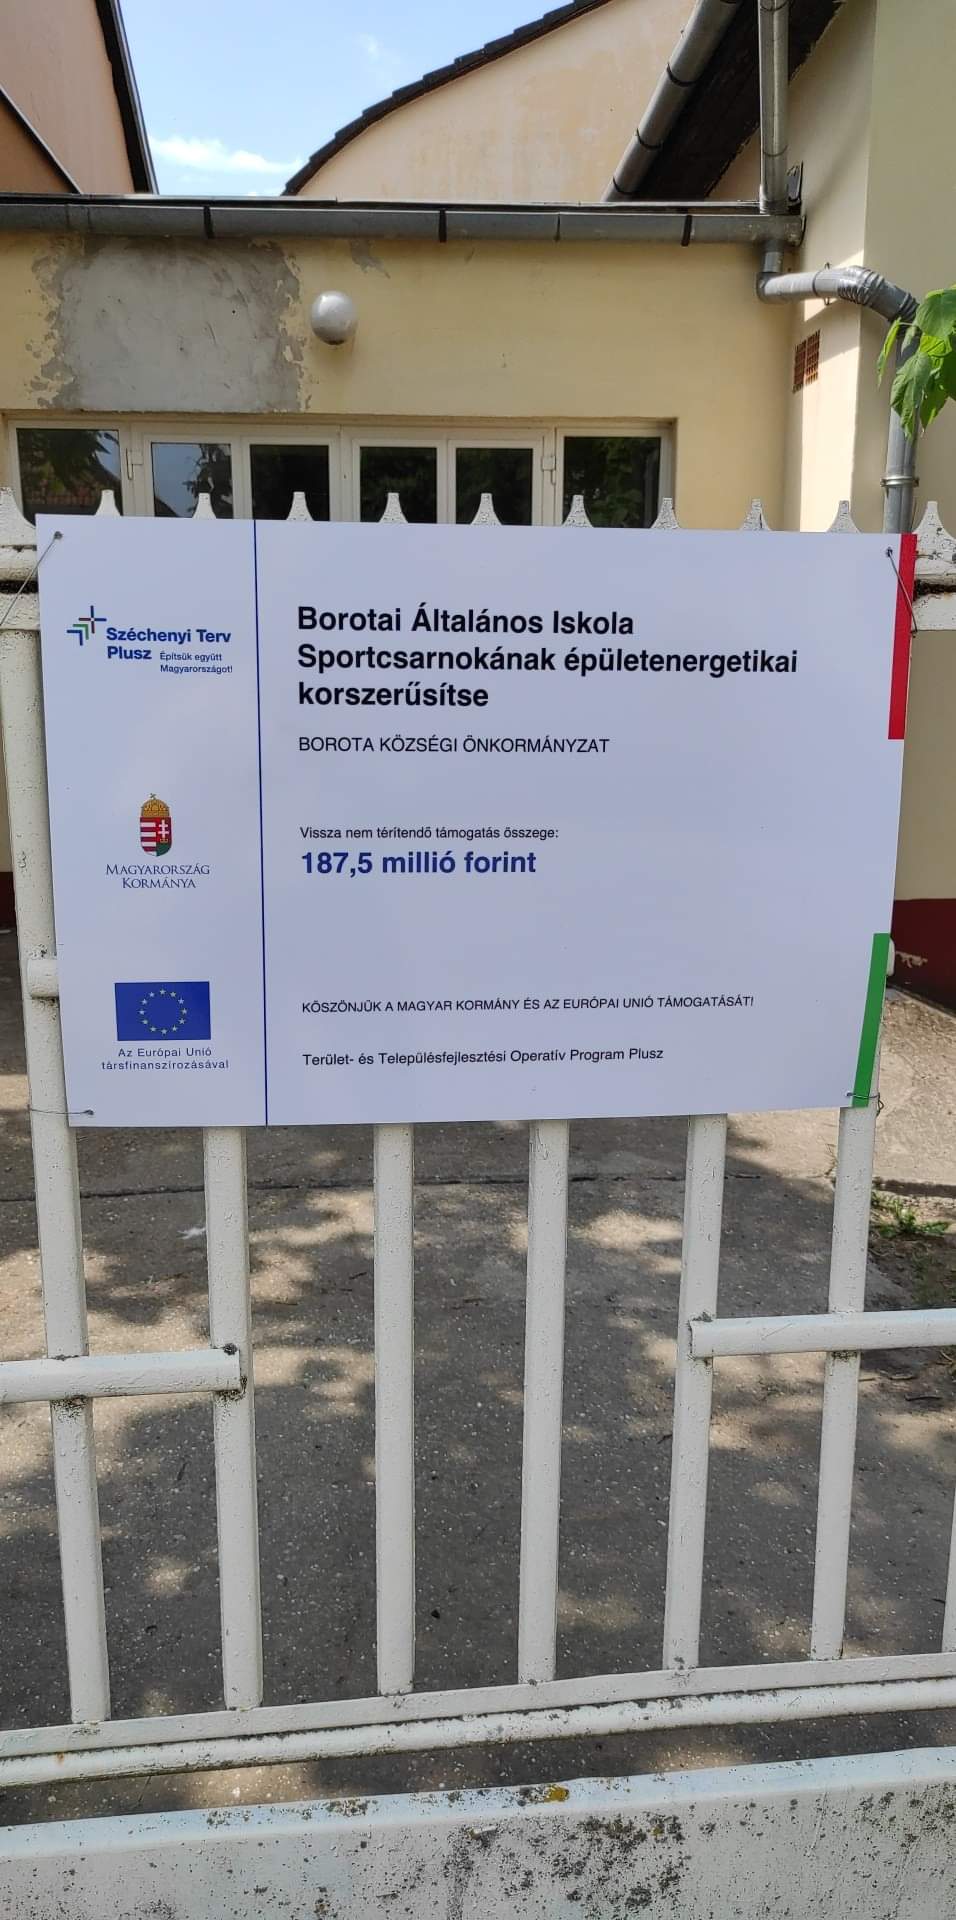 Széchenyi Terv
Plusz Építsük együtt
Magyarországot!
MAGYARORSZÁG
KORMÁNYA
Az Európai Unió
társfinanszírozásával
Borotai Általános Iskola
Sportcsarnokának épületenergetikai
korszerűsítse
BOROTA KÖZSÉGI ÖNKORMÁNYZAT
Vissza nem térítendő támogatás összege:
187,5 millió forint
KÖSZÖNJÜK A MAGYAR KORMÁNY ÉS AZ EURÓPAI UNIÓ TÁMOGATÁSÁT!
Terület- és Településfejlesztési Operatív Program Plusz